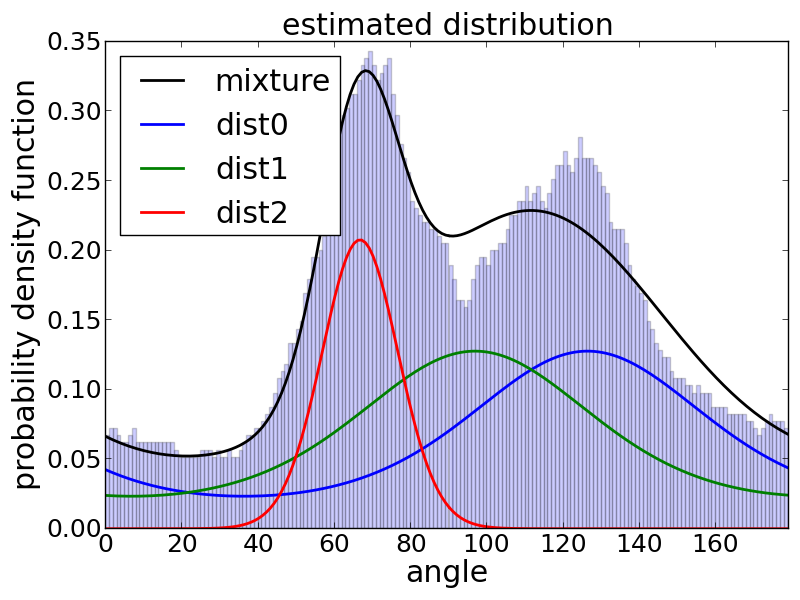 estimated distribution
probability density function
0.35
0.30
0.25
0.20
0.15
0.10
0.05
0.00
mixture
dist0
dist1
dist2
0 20 40 60 80 100 120 140 160
angle